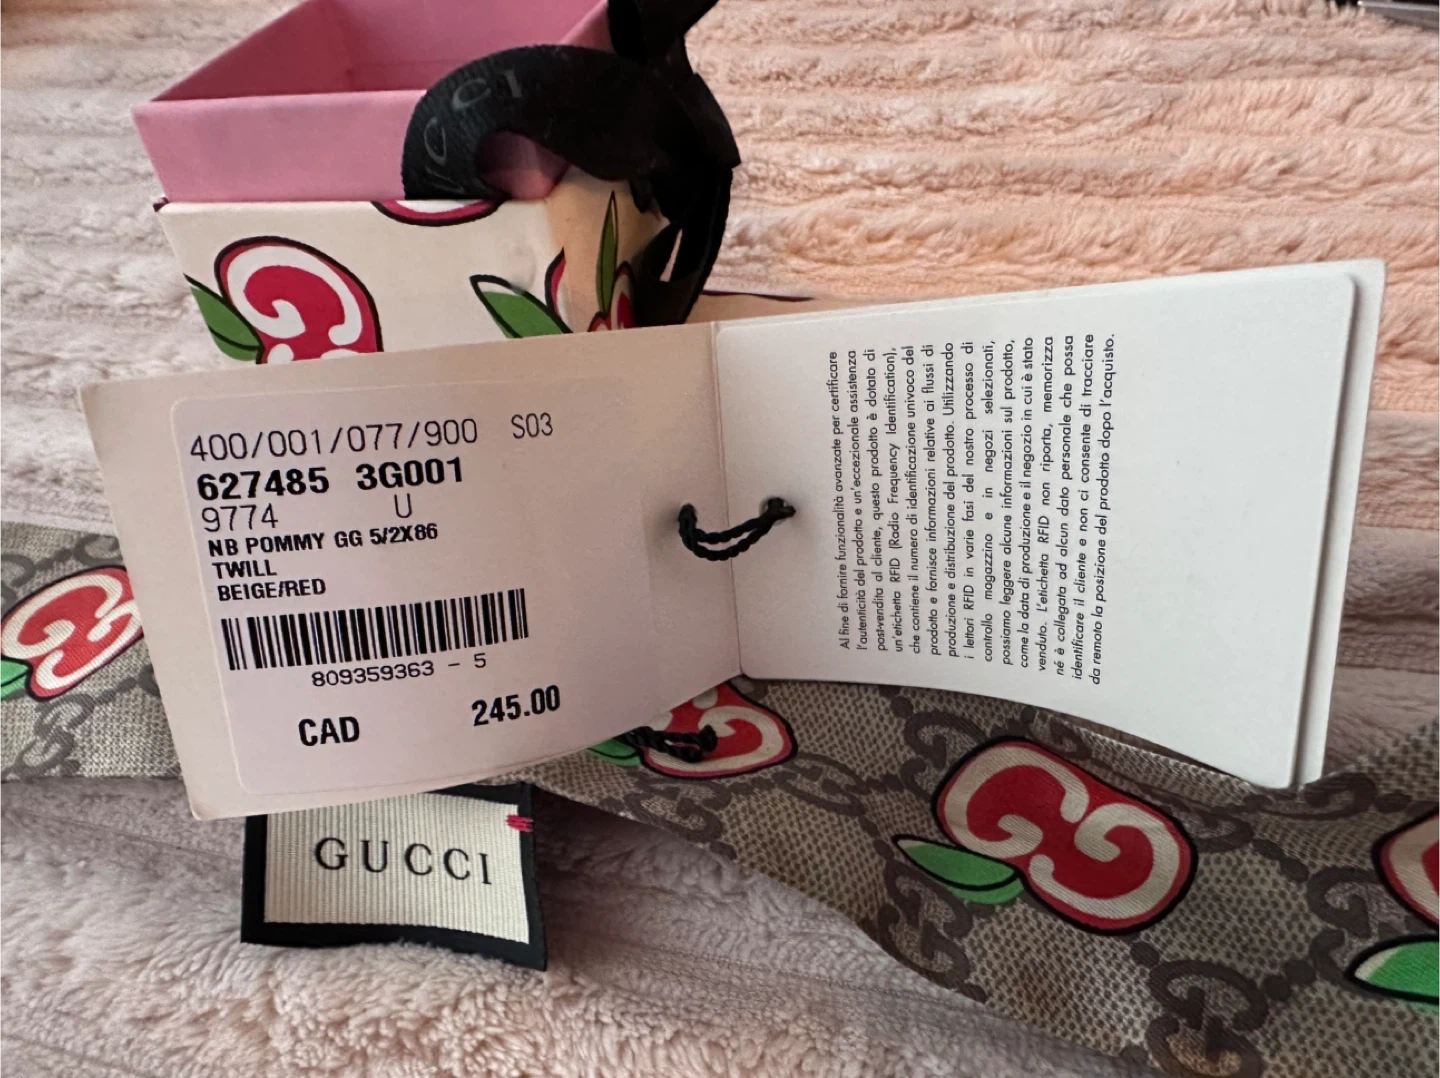 GUCCI
400/001/077/900 S03
627485 3G001
9774 U
NB POMMY GG 5/2X86
TWILL
BEIGE/RED
809359363 - 5
CAD 245.00
Al fine di fornire funzionalità avanzate per certificare
l'autenticità del prodotto e un'eccezionale assistenza
post-vendita al cliente, questo prodotto è dotato di
un'etichetta RFID (Radio Frequency Identification),
che contiene il numero di identificazione univoco del
prodotto e fornisce informazioni relative ai flussi di
produzione e distribuzione del prodotto. Utilizzando
i lettori RFID in varie fasi del nostro processo di
controllo magazzino e in negozi selezionati,
possiamo leggere alcune informazioni sul prodotto,
come la data di produzione e il negozio in cui è stato
venduto. L'etichetta RFID non riporta, memorizza
né è collegata ad alcun dato personale che possa
identificare il cliente e non ci consente di tracciare
da remoto la posizione del prodotto dopo l'acquisto.
GUCCI